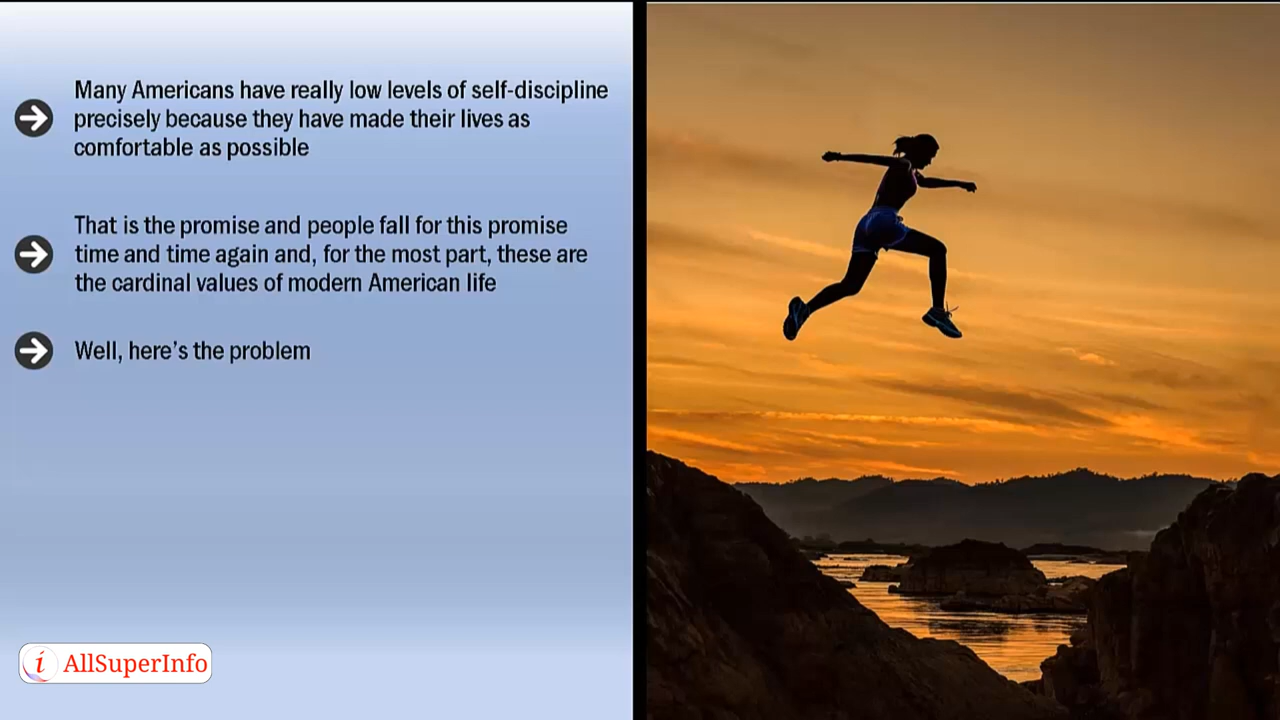 Many Americans have really low levels of self-discipline
precisely because they have made their lives as
comfortable as possible
That is the promise and people fall for this promise
time and time again and, for the most part, these are
the cardinal values of modern American life
Well, here's the problem
i AllSuperInfo